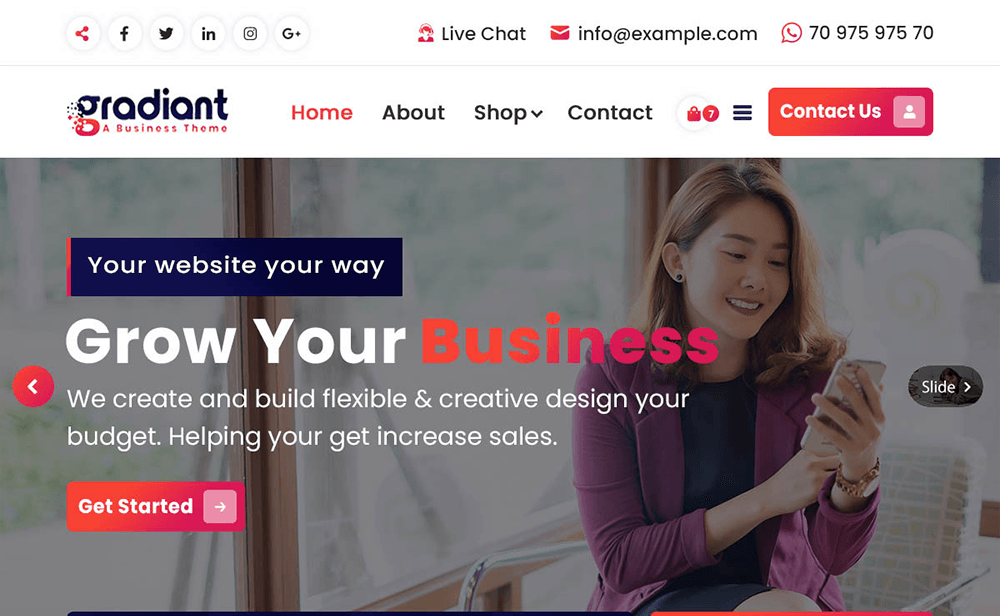 Live Chat
info@example.com
70 975 975 70
gradiant
A Business Theme
Home
About
Shop
Contact
7
Contact Us
Your website your way
Grow Your Business
We create and build flexible & creative design your
budget. Helping your get increase sales.
Slide
Get Started